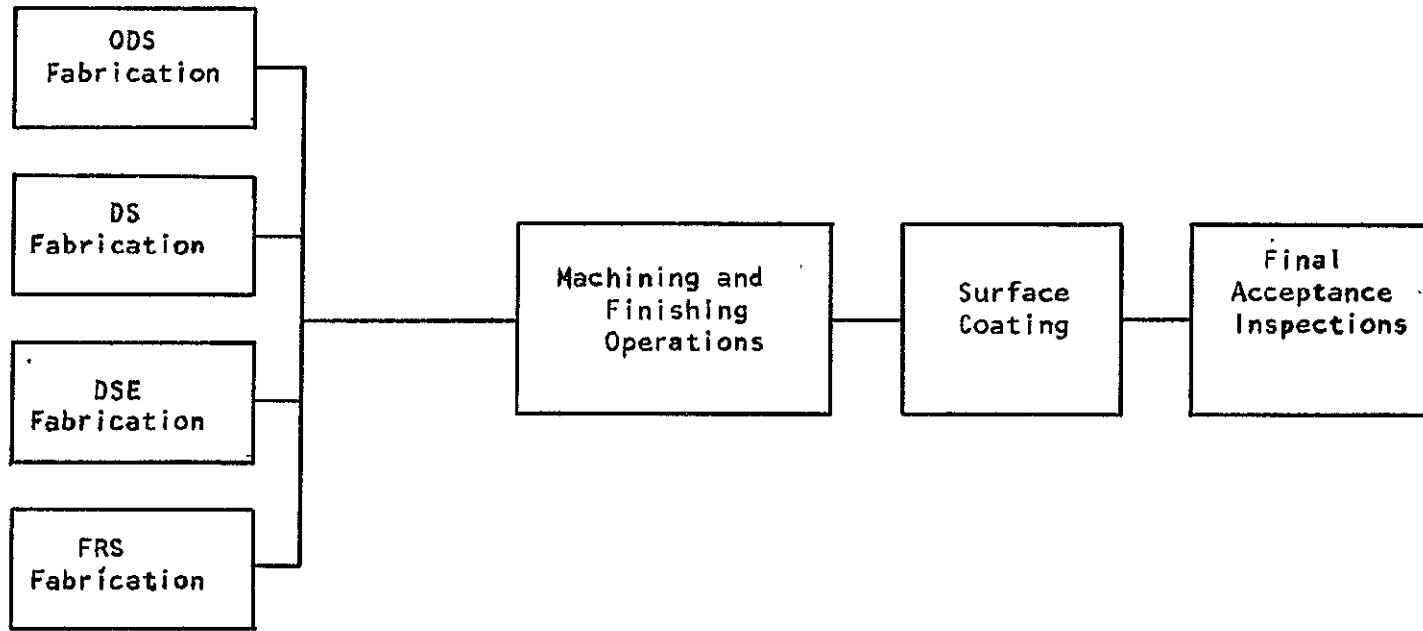 ODS
Fabrication
DS
Fabrication
DSE
Fabrication
FRS
Fabrication
Machining and
Finishing
Operations
Surface
Coating
Final
Acceptance
Inspections